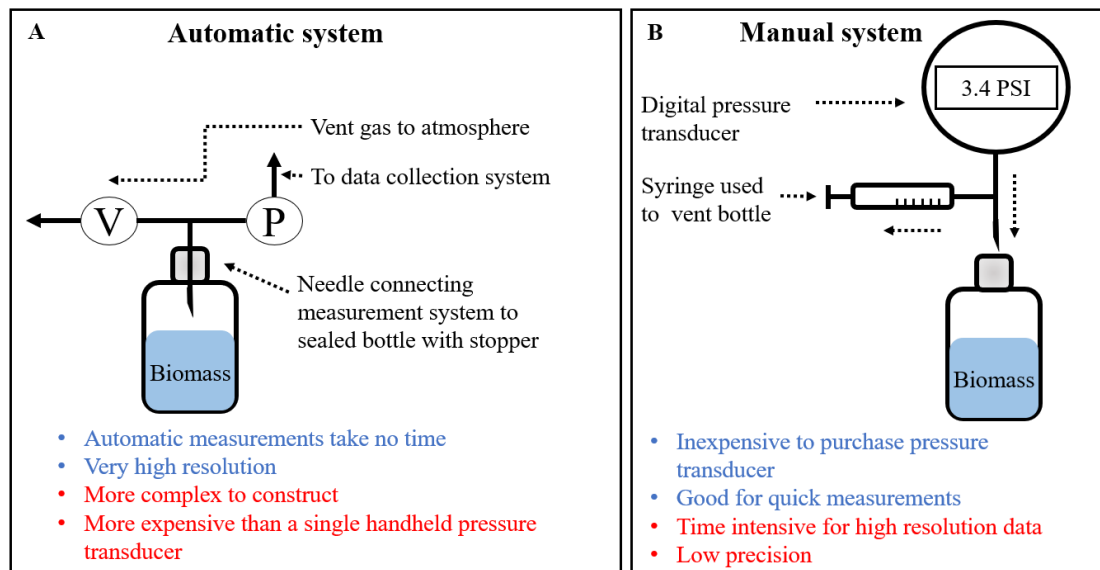 A
Automatic system
Vent gas to atmosphere
To data collection system
V
P
Needle connecting
measurement system to
sealed bottle with stopper
Biomass
• Automatic measurements take no time
• Very high resolution
• More complex to construct
• More expensive than a single handheld pressure
transducer
B
Manual system
3.4 PSI
Digital pressure
transducer
Syringe used
to vent bottle
Biomass
• Inexpensive to purchase pressure
transducer
• Good for quick measurements
• Time intensive for high resolution data
• Low precision